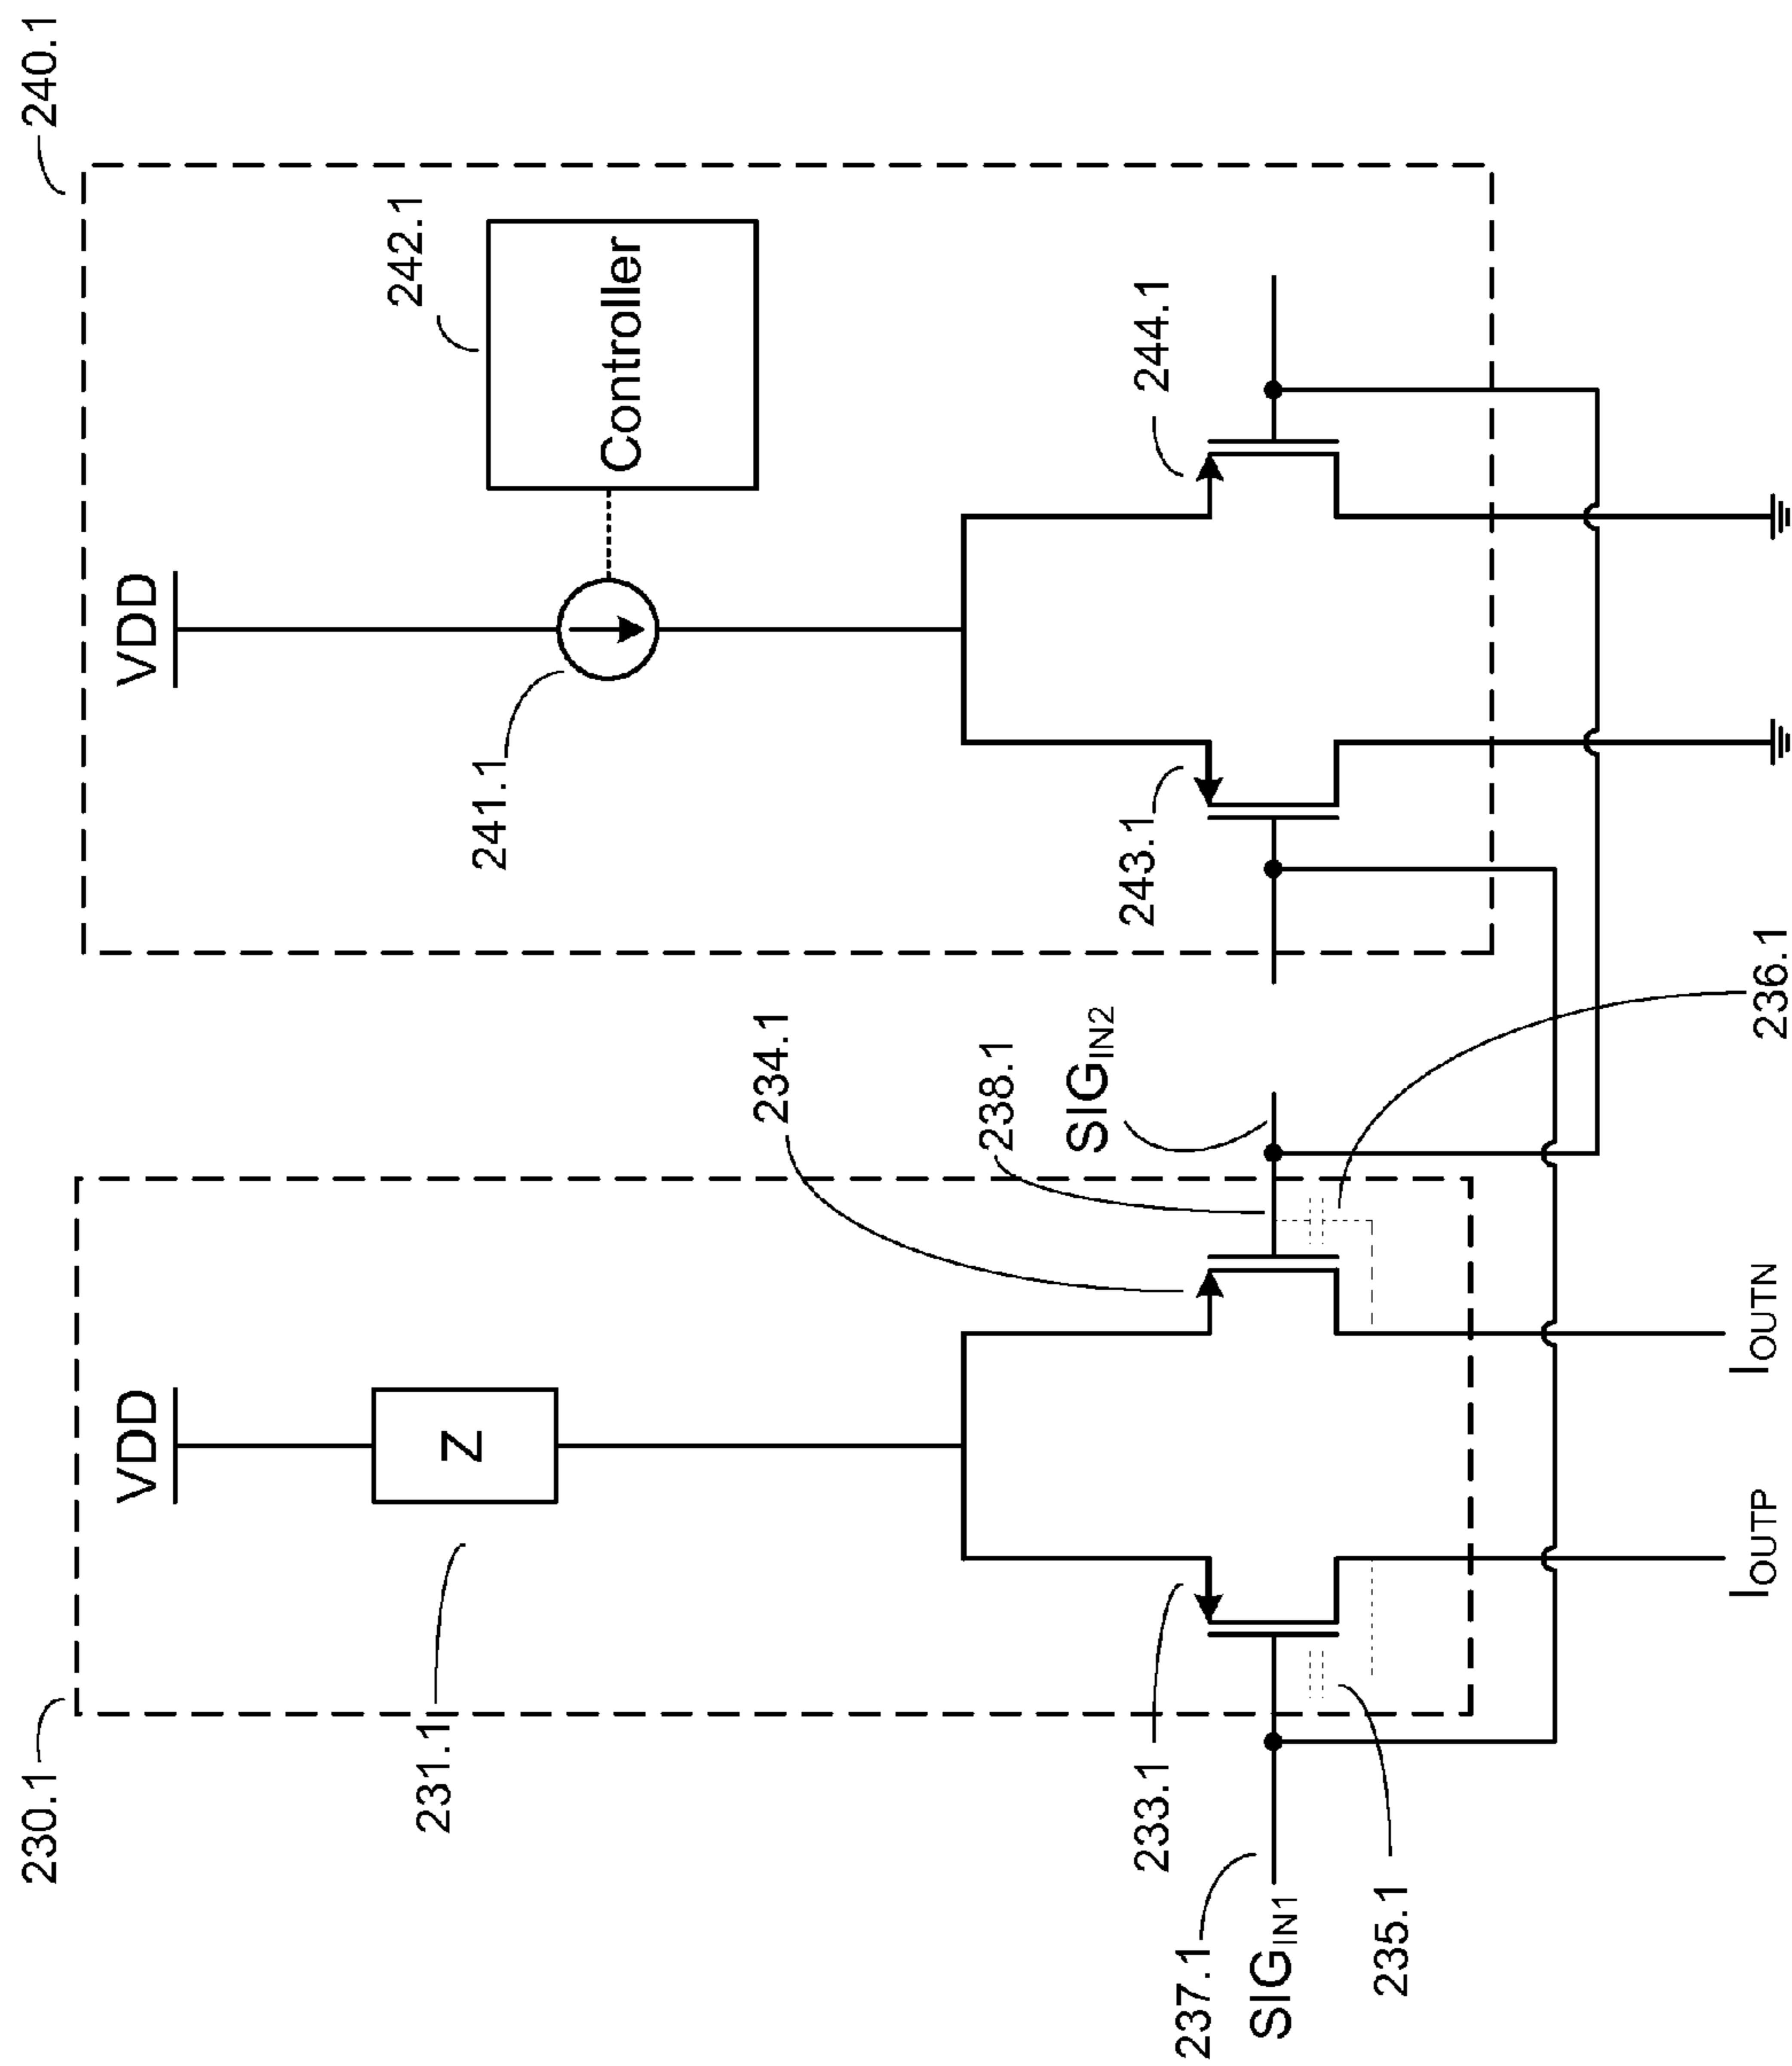 230.1
240.1
VDD
VDD
231.1
Z
241.1
242.1
Controller
234.1
233.1
243.1
244.1
237.1
SIG_IN1
SIG_IN2
238.1
235.1
236.1
I_OUTP
I_OUTN